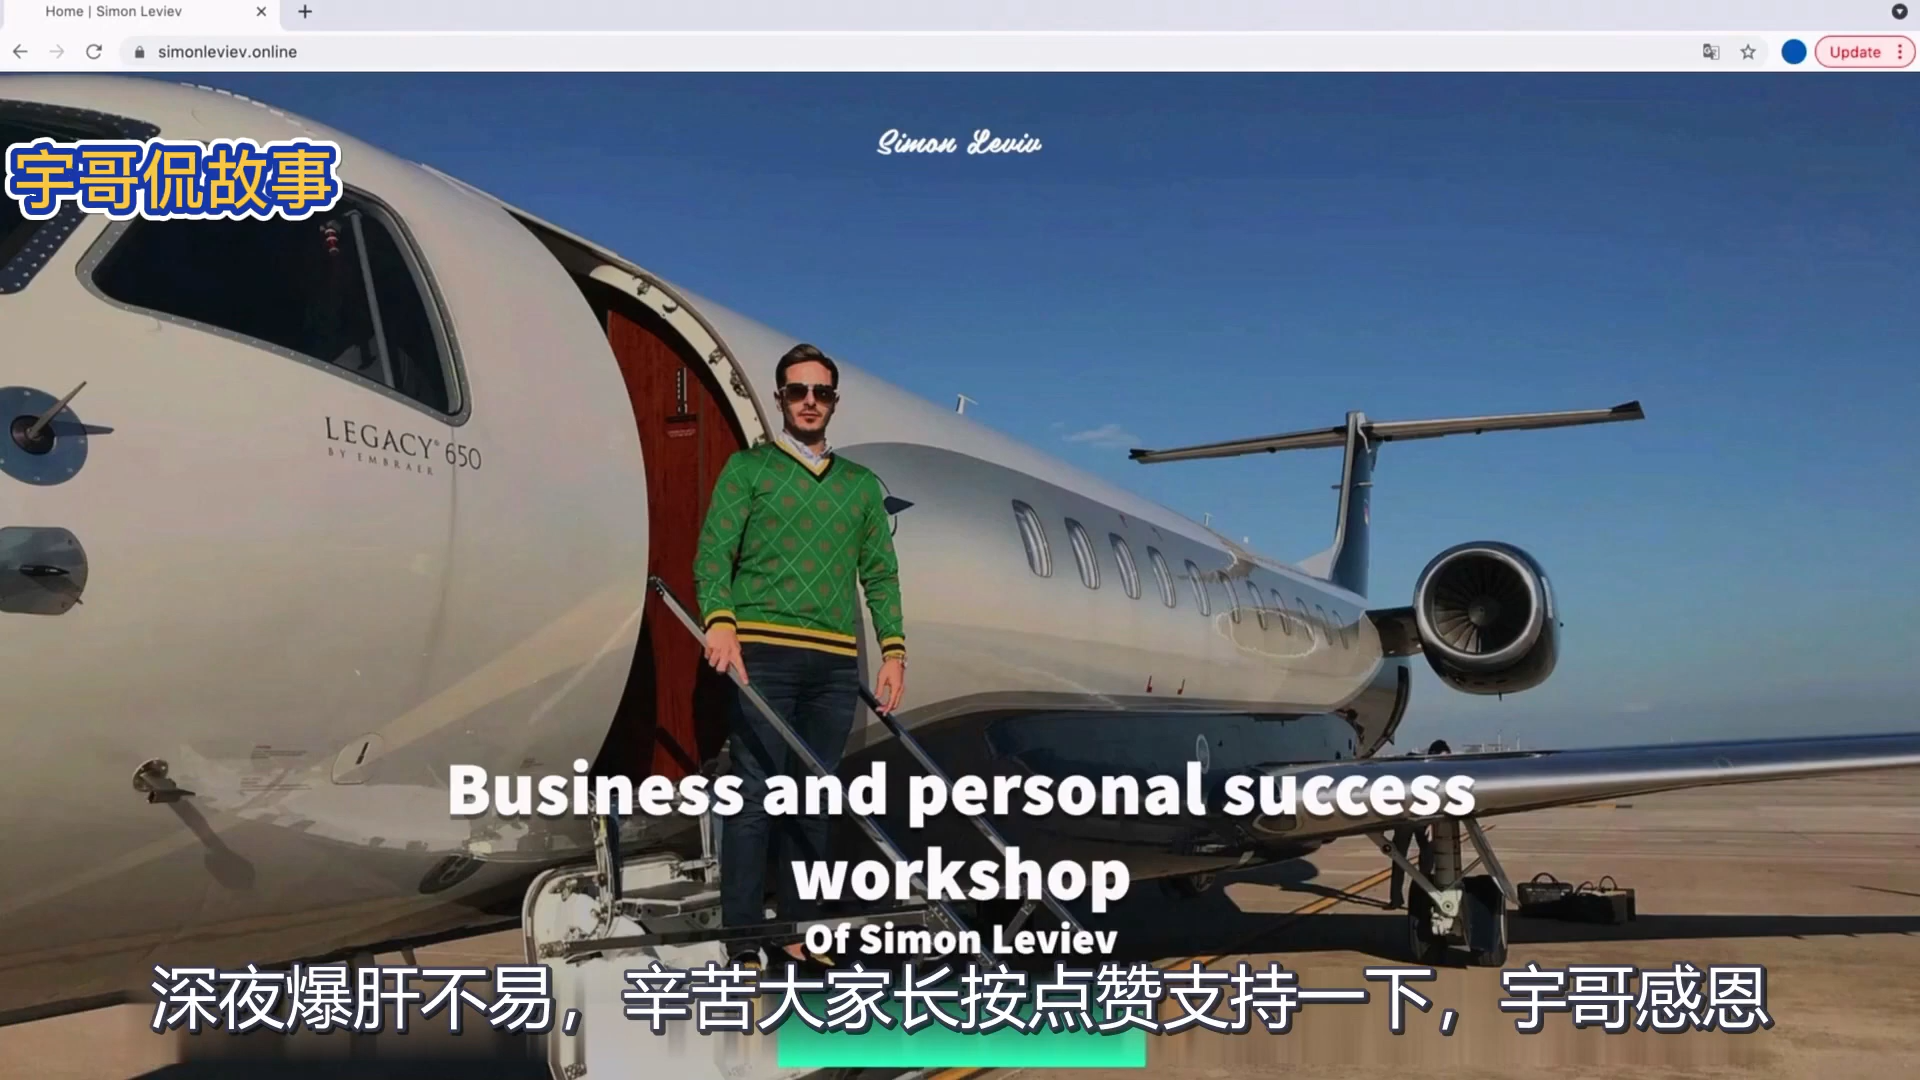 Home | Simon Leviev
simonleviev.online
Update
Simon Leviv
宇哥侃故事
LEGACY® 650
BY EMBRAER
Business and personal success
workshop
Of Simon Leviev
深夜爆肝不易，辛苦大家长按点赞支持一下，宇哥感恩